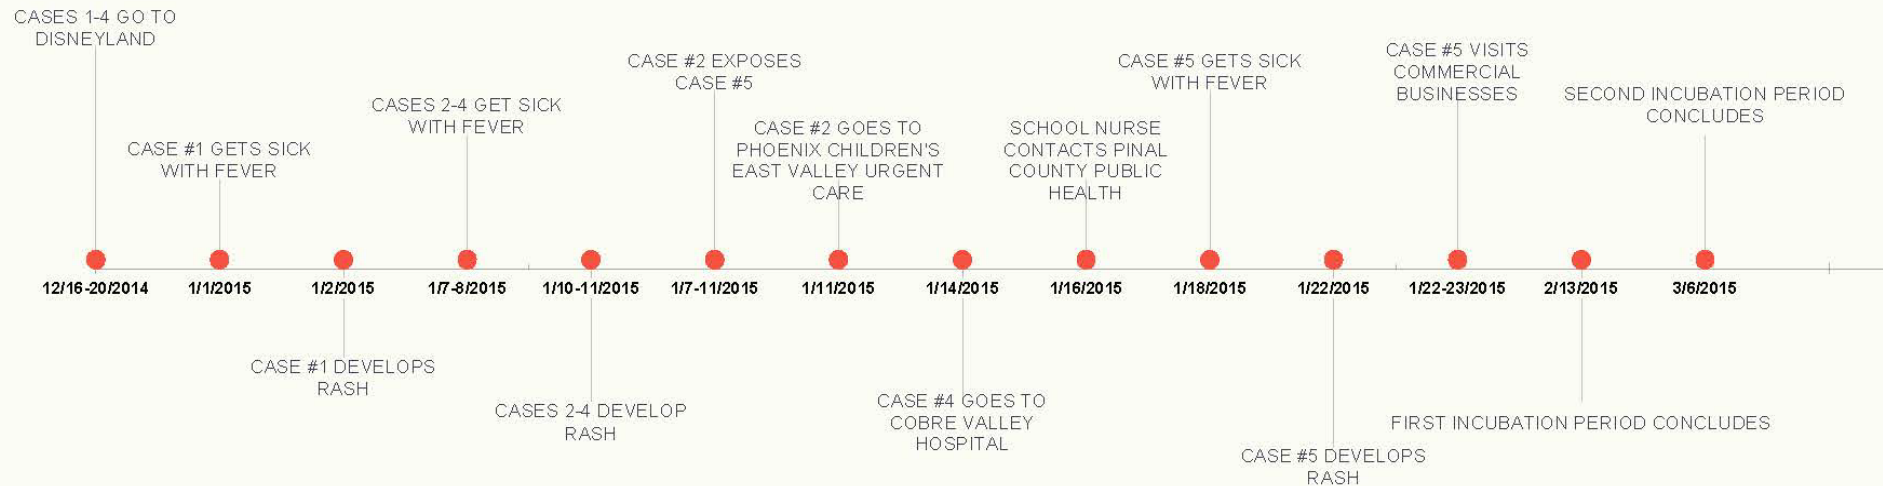 CASES 1-4 GO TO
DISNEYLAND
CASE #1 GETS SICK
WITH FEVER
CASES 2-4 GET SICK
WITH FEVER
CASE #2 EXPOSES
CASE #5
CASE #2 GOES TO
PHOENIX CHILDREN'S
EAST VALLEY URGENT
CARE
SCHOOL NURSE
CONTACTS PINAL
COUNTY PUBLIC
HEALTH
CASE #5 GETS SICK
WITH FEVER
CASE #5 VISITS
COMMERCIAL
BUSINESSES
SECOND INCUBATION PERIOD
CONCLUDES
12/16-20/2014
1/1/2015
1/2/2015
1/7-8/2015
1/10-11/2015
1/7-11/2015
1/11/2015
1/14/2015
1/16/2015
1/18/2015
1/22/2015
1/22-23/2015
2/13/2015
3/6/2015
CASE #1 DEVELOPS
RASH
CASES 2-4 DEVELOP
RASH
CASE #4 GOES TO
COBRE VALLEY
HOSPITAL
CASE #5 DEVELOPS
RASH
FIRST INCUBATION PERIOD CONCLUDES